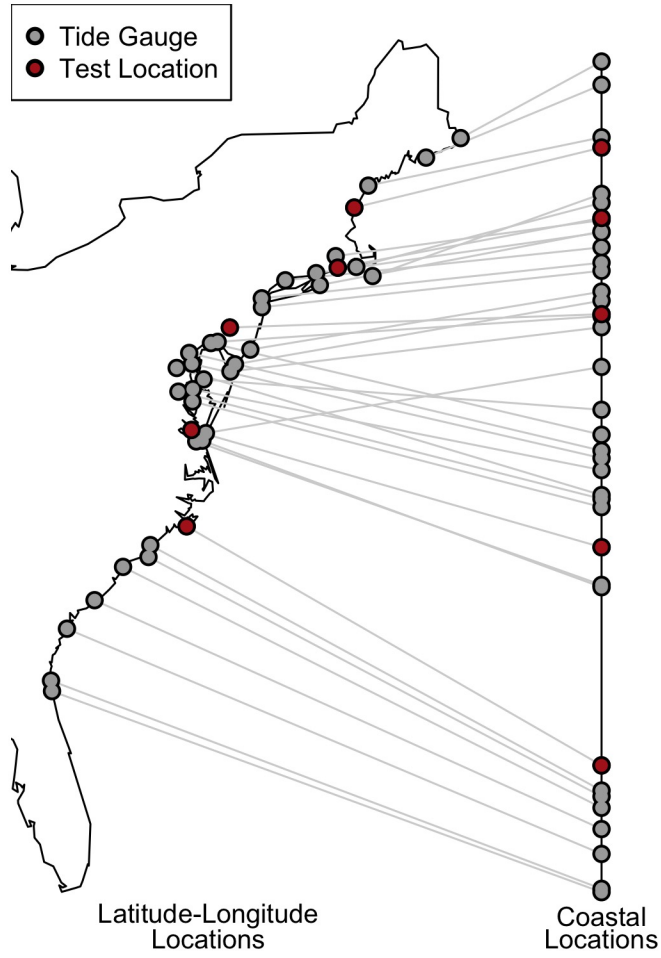 Tide Gauge
Test Location
Latitude-Longitude
Locations
Coastal
Locations